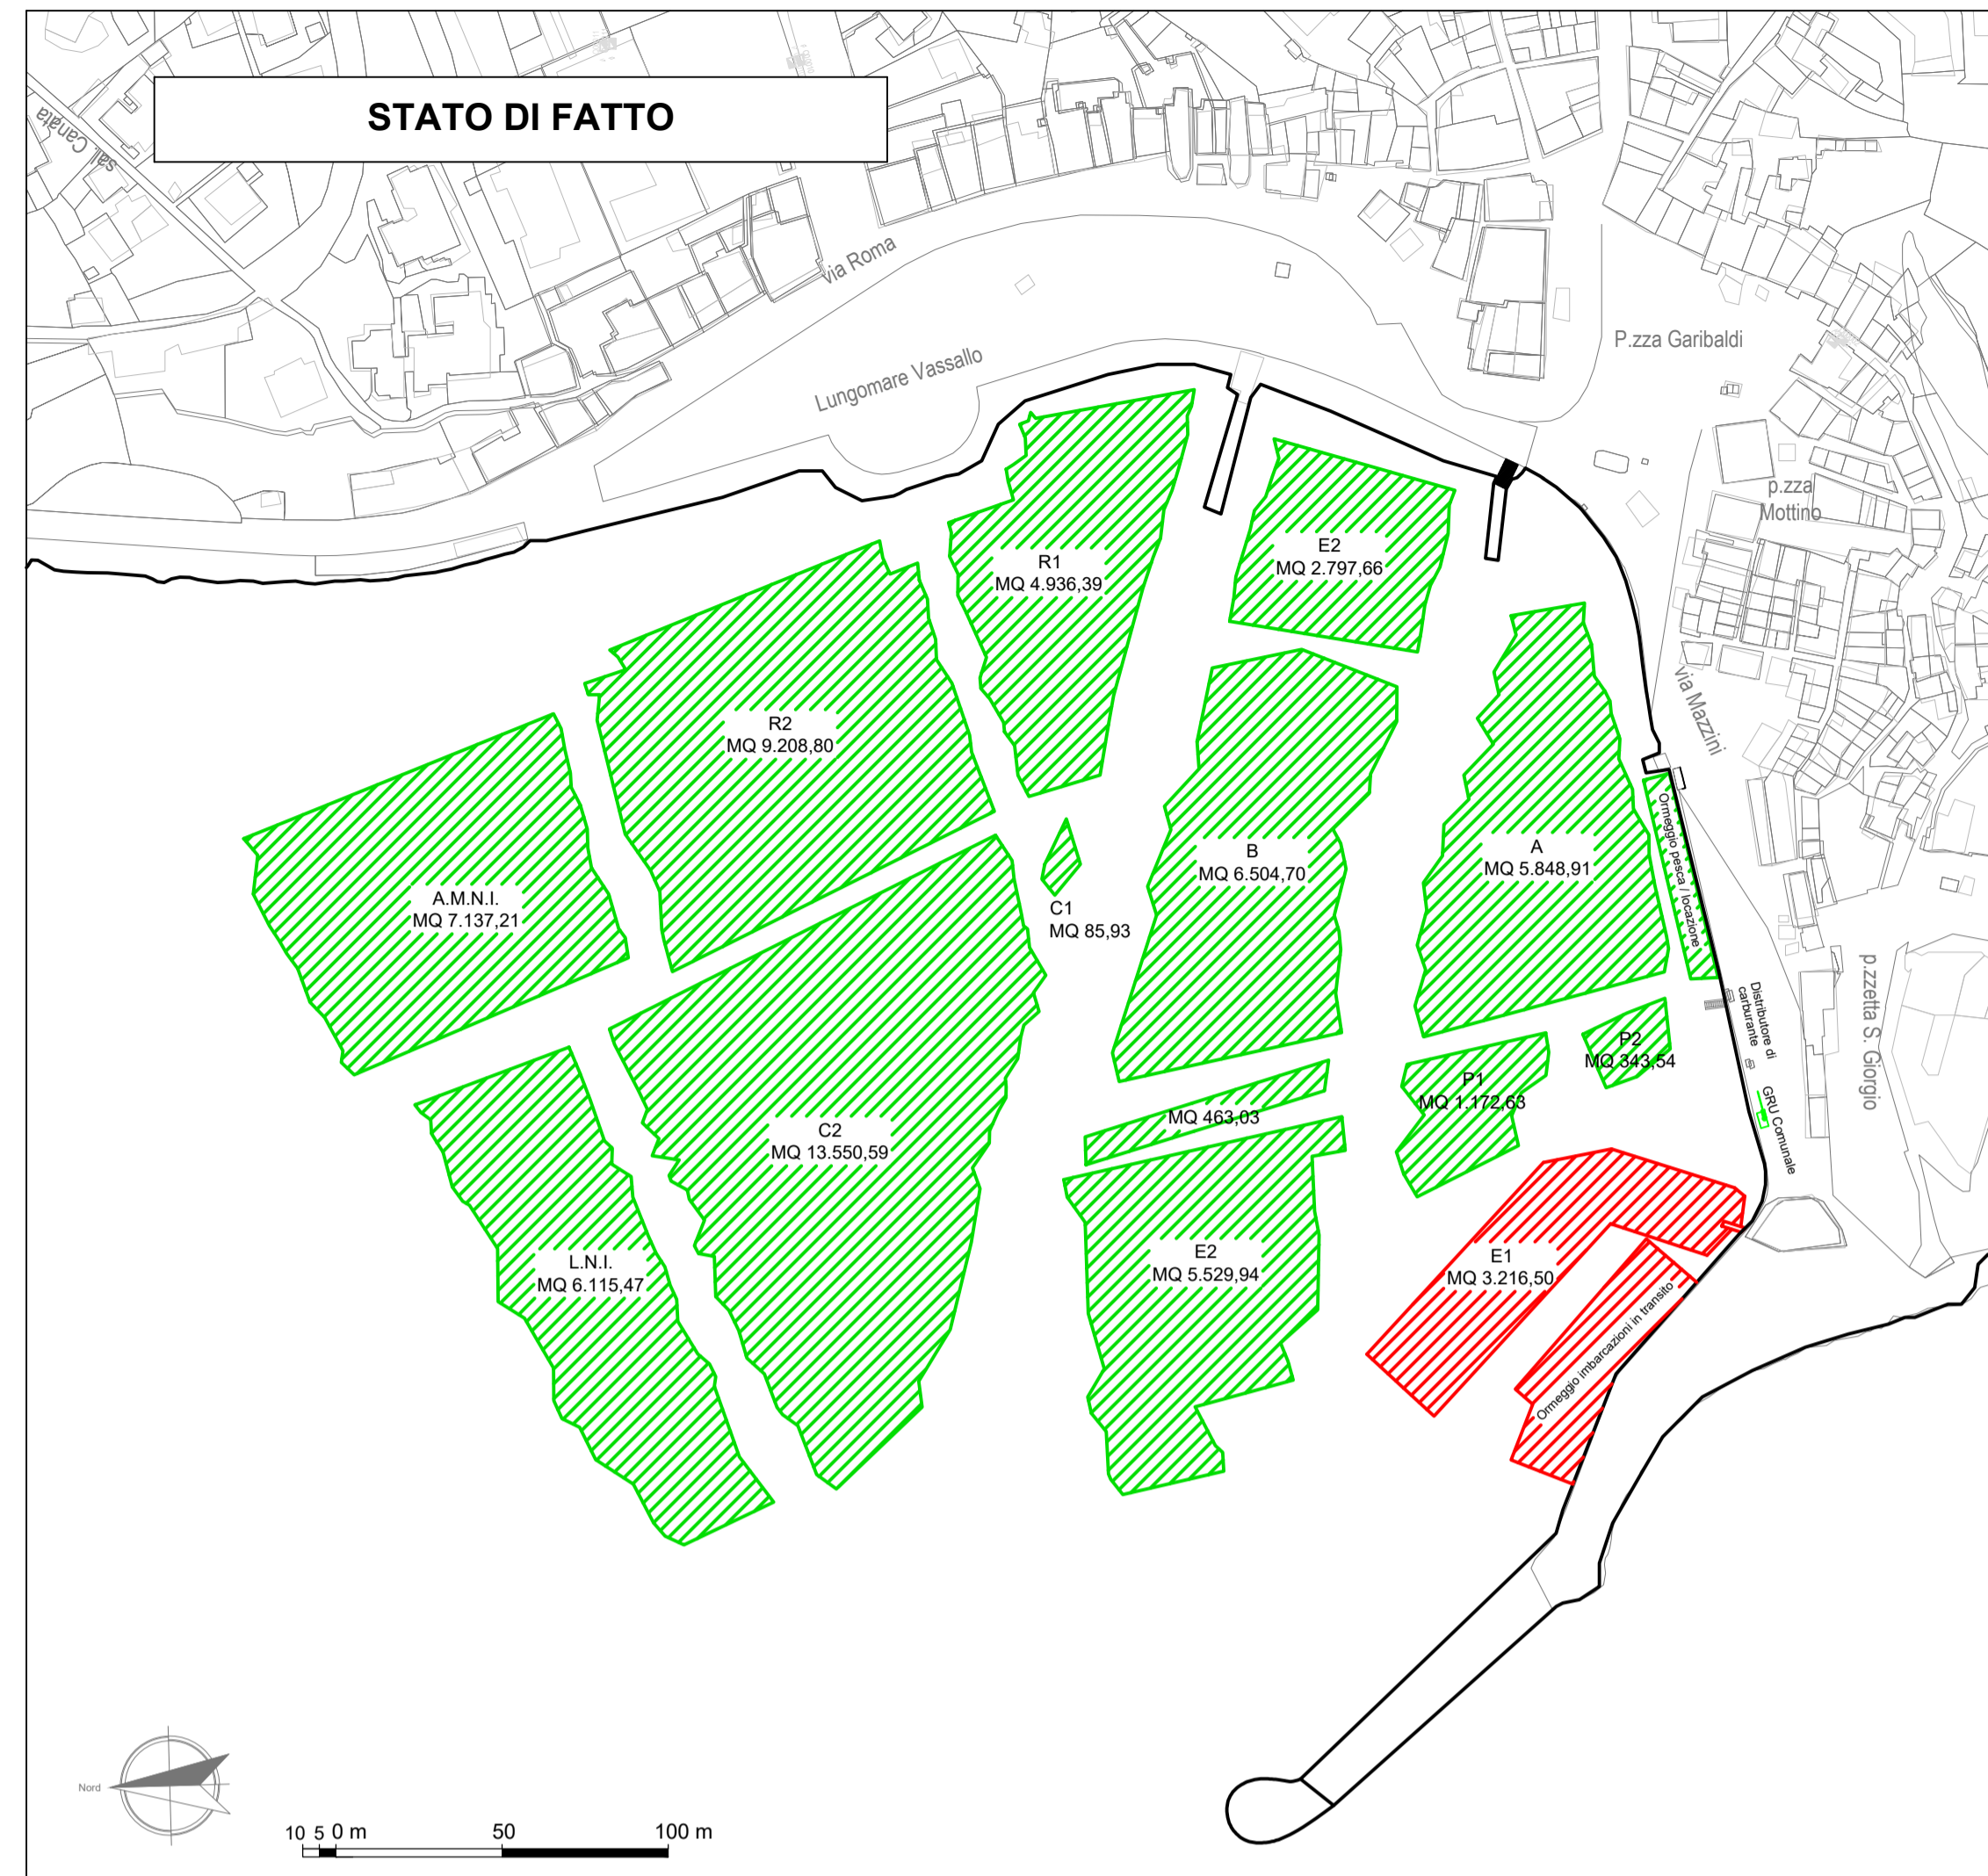 STATO DI FATTO
sal. Canata
via Roma
Lungomare Vassallo
P.zza Garibaldi
p.zza
Mottino
via Mazzini
p.zzetta S. Giorgio
R1
MQ 4.936,39
E2
MQ 2.797,66
R2
MQ 9.208,80
A.M.N.I.
MQ 7.137,21
C1
MQ 85,93
B
MQ 6.504,70
A
MQ 5.848,91
Ormeggio pesca / locazione
Distributore di
carburante
GRU Comunale
P2
MQ 343,54
P1
MQ 1.172,63
MQ 463,03
C2
MQ 13.550,59
L.N.I.
MQ 6.115,47
E2
MQ 5.529,94
E1
MQ 3.216,50
Ormeggio imbarcazioni in transito
Nord
10 5 0 m 50 100 m